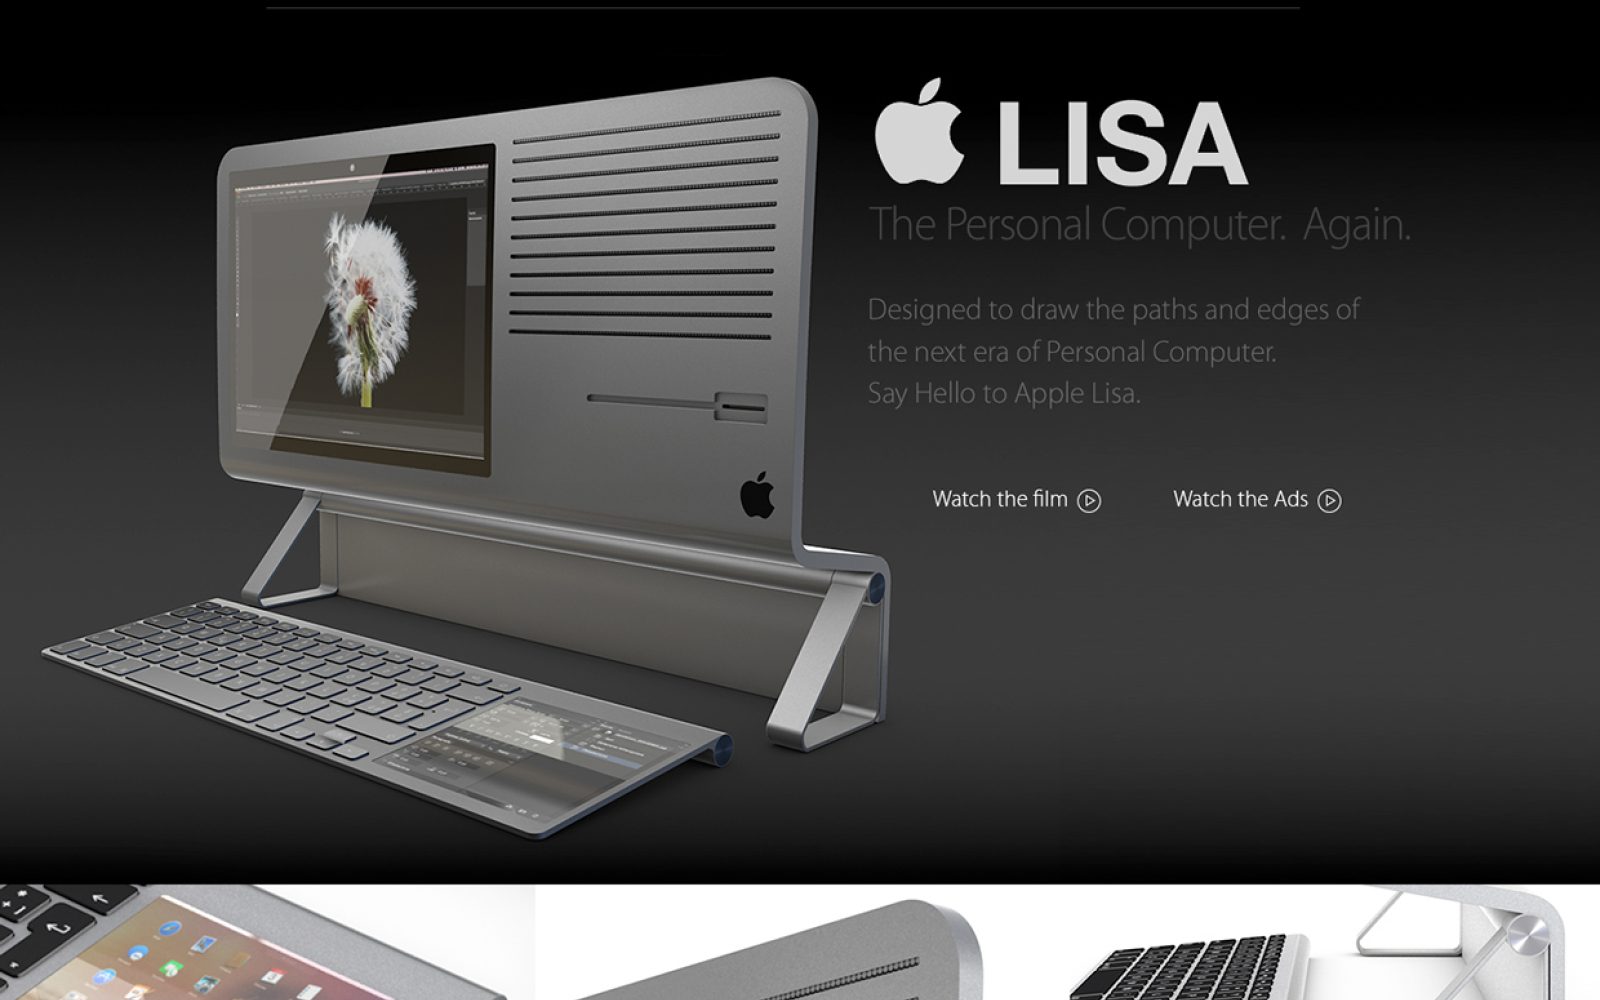 LISA
The Personal Computer. Again.
Designed to draw the paths and edges of
the next era of Personal Computer.
Say Hello to Apple Lisa.
Watch the film
Watch the Ads